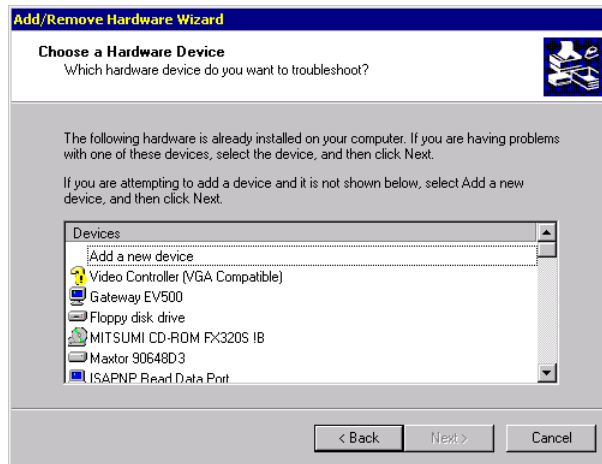 Add/Remove Hardware Wizard
Choose a Hardware Device
Which hardware device do you want to troubleshoot?
The following hardware is already installed on your computer. If you are having problems
with one of these devices, select the device, and then click Next.
If you are attempting to add a device and it is not shown below, select Add a new
device, and then click Next.
Devices
Add a new device
Video Controller (VGA Compatible)
Gateway EV500
Floppy disk drive
MITSUMI CD-ROM FX320S !B
Maxtor 90648D3
ISAPNP Read Data Port
< Back
Next >
Cancel